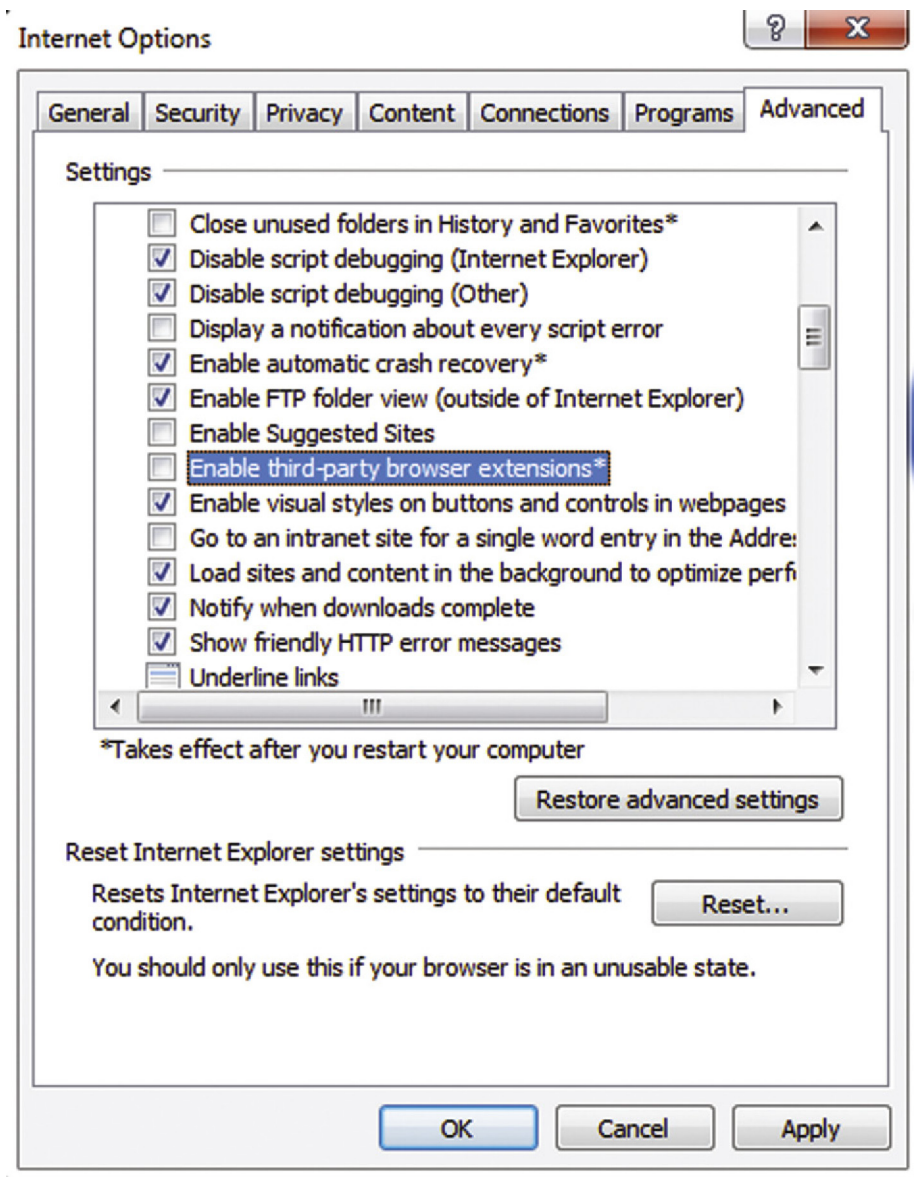 Internet Options
General Security Privacy Content Connections Programs Advanced
Settings
Close unused folders in History and Favorites*
Disable script debugging (Internet Explorer)
Disable script debugging (Other)
Display a notification about every script error
Enable automatic crash recovery*
Enable FTP folder view (outside of Internet Explorer)
Enable Suggested Sites
Enable third-party browser extensions*
Enable visual styles on buttons and controls in webpages
Go to an intranet site for a single word entry in the
Load sites and content in the background to optimize
Notify when downloads complete
Show friendly HTTP error messages
Underline links
*Takes effect after you restart your computer
Restore advanced settings
Reset Internet Explorer settings
Resets Internet Explorer's settings to their default
condition.
Reset...
You should only use this if your browser is in an unusable state.
OK Cancel Apply